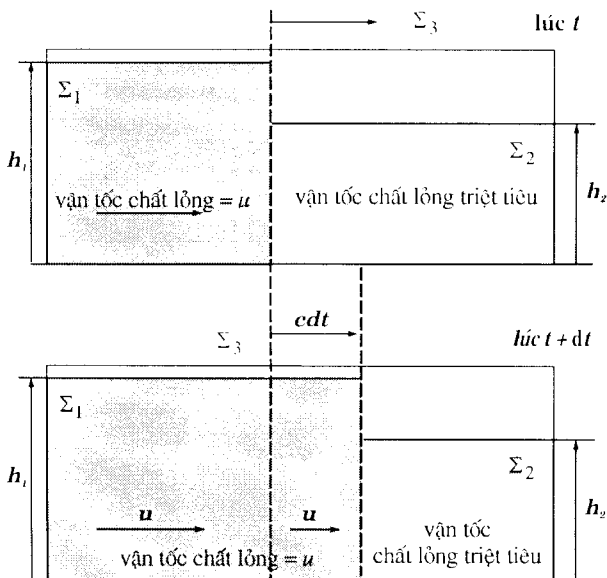 Σ₃ lúc t
Σ₁
h₁
Σ₂
vận tốc chất lỏng = u vận tốc chất lỏng triệt tiêu h₂
cdt
Σ₃ lúc t + dt
Σ₁
h₁
Σ₂
u u h₂
vận tốc
vận tốc chất lỏng = u chất lỏng triệt tiêu